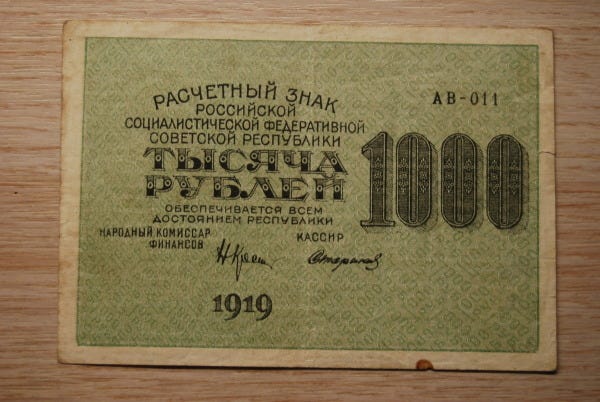 РАСЧЕТНЫЙ ЗНАК
РОССИЙСКОЙ
СОЦИАЛИСТИЧЕСКОЙ ФЕДЕРАТИВНОЙ
СОВЕТСКОЙ РЕСПУБЛИКИ
ТЫСЯЧА
РУБЛЕЙ
ОБЕСПЕЧИВАЕТСЯ ВСЕМ
ДОСТОЯНИЕМ РЕСПУБЛИКИ
НАРОДНЫЙ КОМИССАР
ФИНАНСОВ
КАССИР
1919
АВ-011
1000